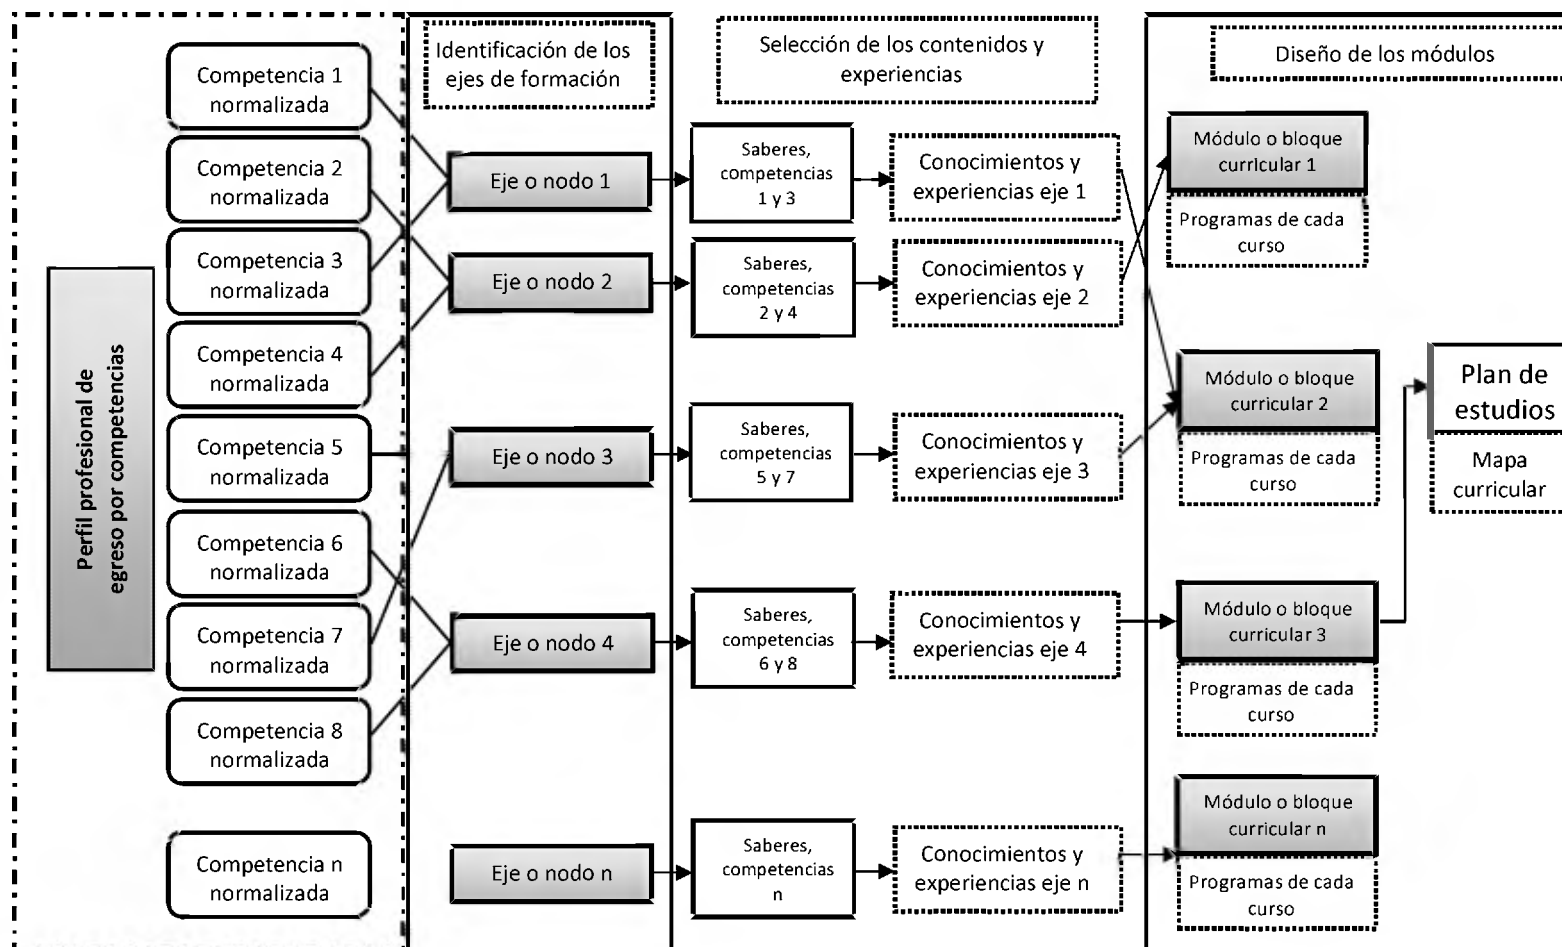 Perfil profesional de
egreso por competencias
Competencia 1
normalizada
Competencia 2
normalizada
Competencia 3
normalizada
Competencia 4
normalizada
Competencia 5
normalizada
Competencia 6
normalizada
Competencia 7
normalizada
Competencia 8
normalizada
Competencia n
normalizada
Identificación de los
ejes de formación
Eje o nodo 1
Eje o nodo 2
Eje o nodo 3
Eje o nodo 4
Eje o nodo n
Selección de los contenidos y
experiencias
Saberes,
competencias
1 y 3
Conocimientos y
experiencias eje 1
Saberes,
competencias
2 y 4
Conocimientos y
experiencias eje 2
Saberes,
competencias
5 y 7
Conocimientos y
experiencias eje 3
Saberes,
competencias
6 y 8
Conocimientos y
experiencias eje 4
Saberes,
competencias
n
Conocimientos y
experiencias eje n
Diseño de los módulos
Módulo o bloque
curricular 1
Programas de cada
curso
Módulo o bloque
curricular 2
Programas de cada
curso
Módulo o bloque
curricular 3
Programas de cada
curso
Módulo o bloque
curricular n
Programas de cada
curso
Plan de
estudios
Mapa
curricular